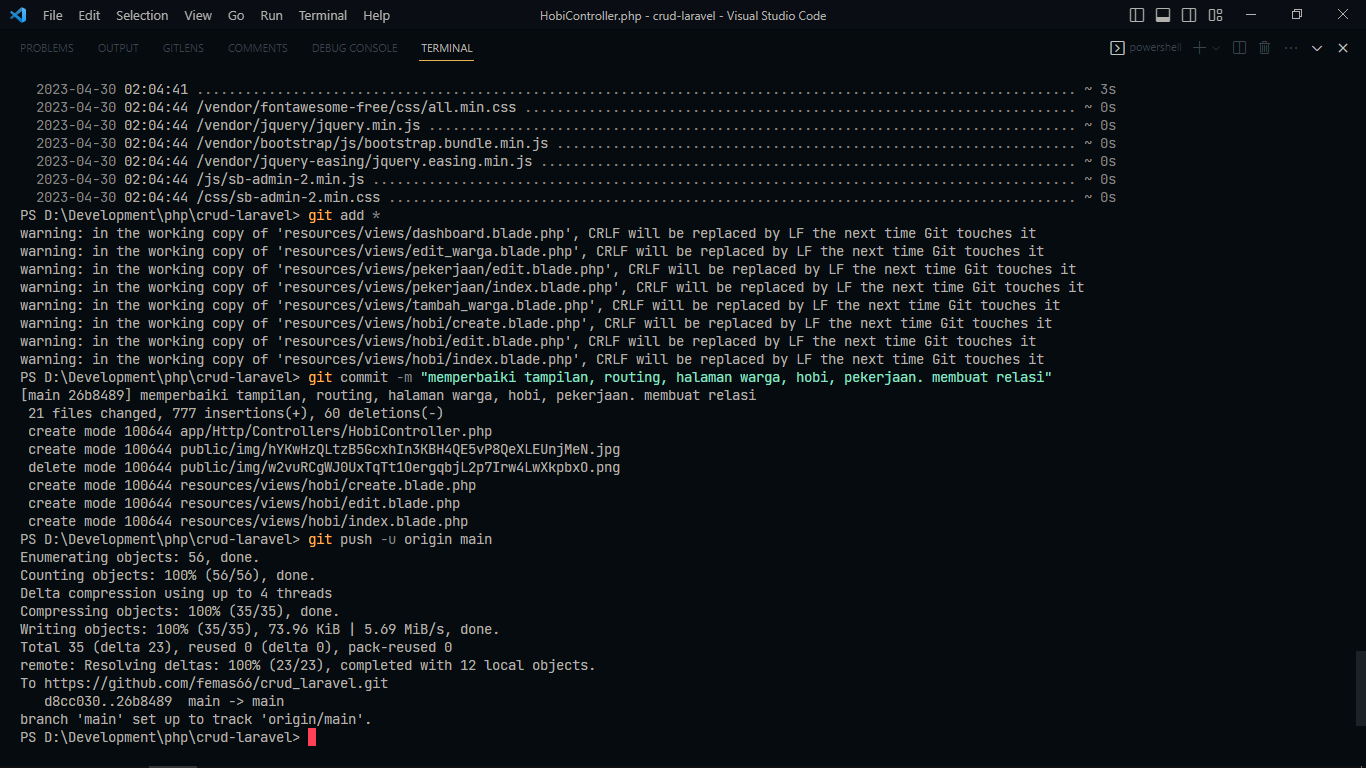 File Edit Selection View Go Run Terminal Help HobiController.php - crud-laravel - Visual Studio Code
PROBLEMS OUTPUT GITLENS COMMENTS DEBUG CONSOLE TERMINAL powershell
2023-04-30 02:04:41 .............................................................................................................. ~ 3s
2023-04-30 02:04:44 /vendor/fontawesome-free/css/all.min.css ..................................................................... ~ 0s
2023-04-30 02:04:44 /vendor/jquery/jquery.min.js ................................................................................. ~ 0s
2023-04-30 02:04:44 /vendor/bootstrap/js/bootstrap.bundle.min.js ................................................................. ~ 0s
2023-04-30 02:04:44 /vendor/jquery-easing/jquery.easing.min.js ................................................................... ~ 0s
2023-04-30 02:04:44 /js/sb-admin-2.min.js ........................................................................................ ~ 0s
2023-04-30 02:04:44 /css/sb-admin-2.min.css ...................................................................................... ~ 0s
PS D:\Development\php\crud-laravel> git add *
warning: in the working copy of 'resources/views/dashboard.blade.php', CRLF will be replaced by LF the next time Git touches it
warning: in the working copy of 'resources/views/edit_warga.blade.php', CRLF will be replaced by LF the next time Git touches it
warning: in the working copy of 'resources/views/pekerjaan/edit.blade.php', CRLF will be replaced by LF the next time Git touches it
warning: in the working copy of 'resources/views/pekerjaan/index.blade.php', CRLF will be replaced by LF the next time Git touches it
warning: in the working copy of 'resources/views/tambah_warga.blade.php', CRLF will be replaced by LF the next time Git touches it
warning: in the working copy of 'resources/views/hobi/create.blade.php', CRLF will be replaced by LF the next time Git touches it
warning: in the working copy of 'resources/views/hobi/edit.blade.php', CRLF will be replaced by LF the next time Git touches it
warning: in the working copy of 'resources/views/hobi/index.blade.php', CRLF will be replaced by LF the next time Git touches it
PS D:\Development\php\crud-laravel> git commit -m "memperbaiki tampilan, routing, halaman warga, hobi, pekerjaan. membuat relasi"
[main 26b8489] memperbaiki tampilan, routing, halaman warga, hobi, pekerjaan. membuat relasi
21 files changed, 777 insertions(+), 60 deletions(-)
create mode 100644 app/Http/Controllers/HobiController.php
create mode 100644 public/img/hYKwHzQLtzB5GcxhIn3KBH4QE5vP8QeXLEUnjMeN.jpg
delete mode 100644 public/img/w2vuRCgWJ0UxTqTt1OergqbjL2p7Irw4LwXkpbxO.png
create mode 100644 resources/views/hobi/create.blade.php
create mode 100644 resources/views/hobi/edit.blade.php
create mode 100644 resources/views/hobi/index.blade.php
PS D:\Development\php\crud-laravel> git push -u origin main
Enumerating objects: 56, done.
Counting objects: 100% (56/56), done.
Delta compression using up to 4 threads
Compressing objects: 100% (35/35), done.
Writing objects: 100% (35/35), 73.96 KiB | 5.69 MiB/s, done.
Total 35 (delta 23), reused 0 (delta 0), pack-reused 0
remote: Resolving deltas: 100% (23/23), completed with 12 local objects.
To https://github.com/femas66/crud_laravel.git
d8cc030..26b8489 main -> main
branch 'main' set up to track 'origin/main'.
PS D:\Development\php\crud-laravel>